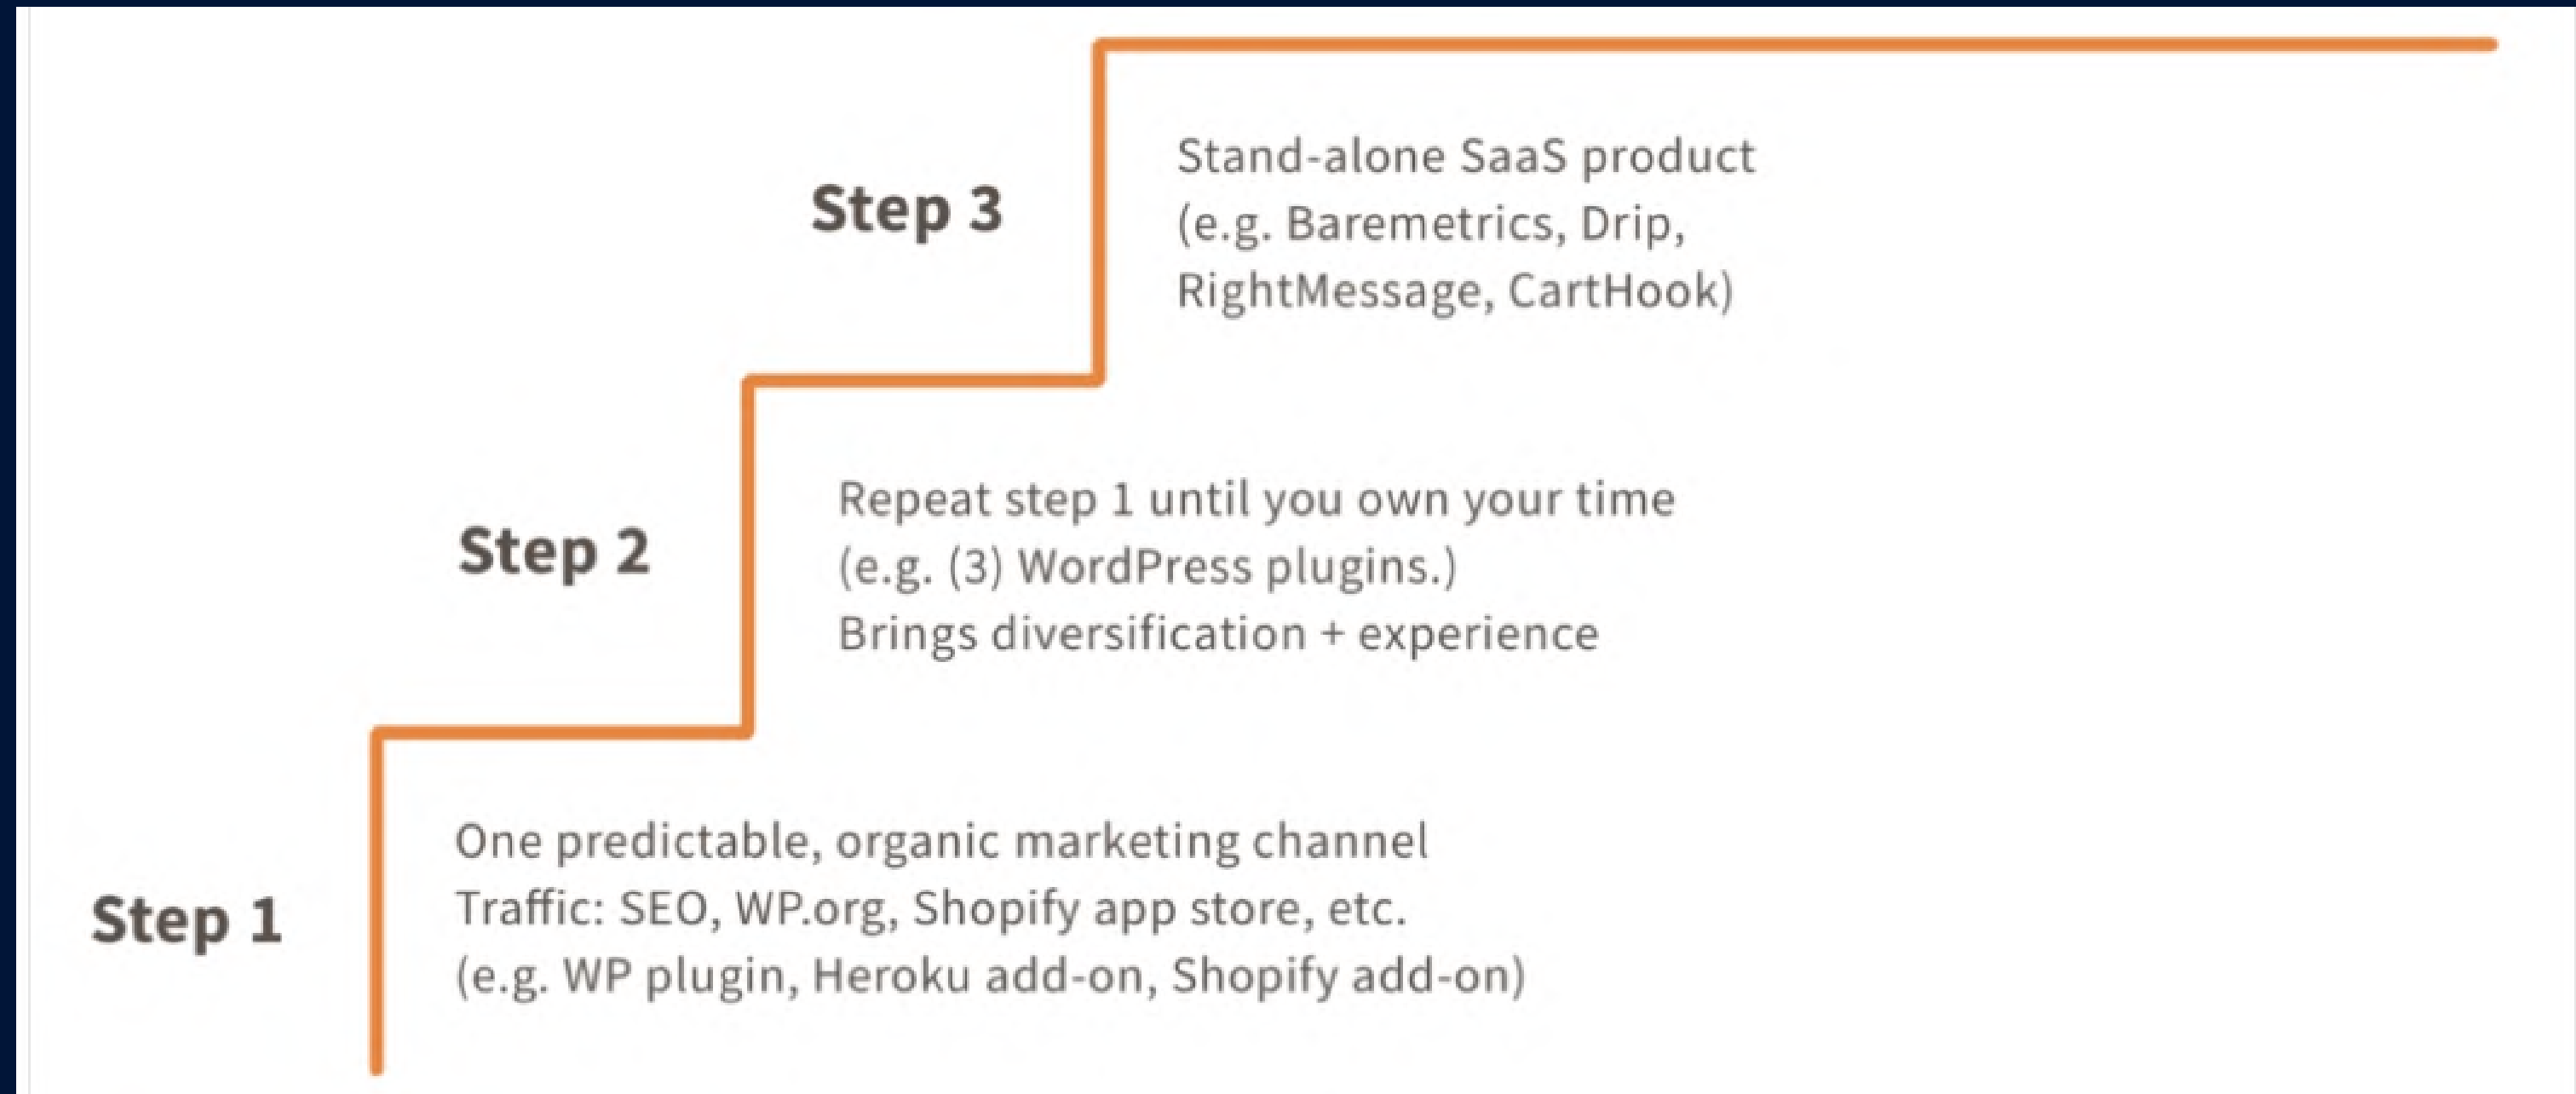 Step 3
Stand-alone SaaS product
(e.g. Baremetrics, Drip,
RightMessage, CartHook)
Step 2
Repeat step 1 until you own your time
(e.g. (3) WordPress plugins.)
Brings diversification + experience
Step 1
One predictable, organic marketing channel
Traffic: SEO, WP.org, Shopify app store, etc.
(e.g. WP plugin, Heroku add-on, Shopify add-on)